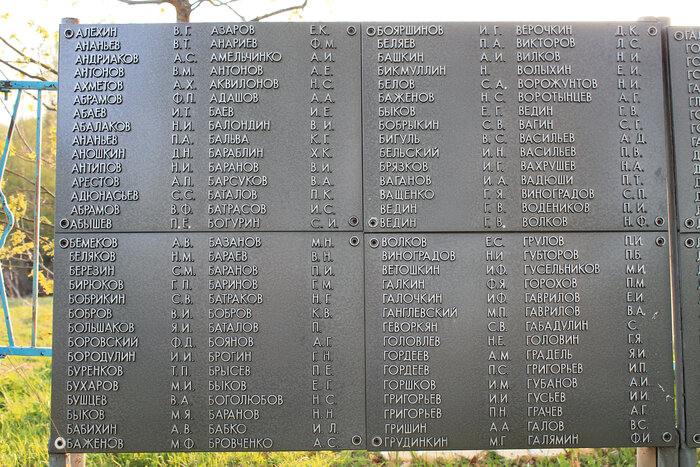 АЛЕХИН В.Г. АЗАРОВ Е.К.
АНАНЬЕВ В.Т. АНАРИЕВ Ф.М.
АНДРИАКОВ А.С. АМЕЛЬЧИНКО А.И.
АНТОНОВ В.М. АНТОНОВ А.Е.
АХМЕТОВ А.Х. АКВИЛОНОВ Н.С.
АБРАМОВ Ф.П. АДАШОВ А.А.
АБАЕВ И.Т. БАЕВ И.Е.
АБАЛАКОВ Н.И. БАЛОНДИН В.И.
АНАНЬЕВ П.А. БАЛЬВА К.Г.
АНОШКИН Д.Н. БАРАБЛИН Х.К.
АНТИПОВ Н.И. БАРАНОВ В.И.
АРЕСТОВ А.П. БАРСУКОВ В.А.
АДЮНАСЬЕВ С.С. БАТАЛОВ П.К.
АБРАМОВ В.Ф. БАТРАСОВ И.С.
АБЫШЕВ П.Е. БОГУРИН С.И.
БОЯРШИНОВ И.Г. ВЕРОЧКИН Д.К.
БЕЛЯЕВ П.А. ВИКТОРОВ Л.С.
БАШКИН А.И. ВИЛКОВ Н.И.
БИКМУЛЛИН Н. ВОЛЫХИН Е.И.
БЕЛОВ С.А. ВОРОЖУНТОВ Н.И.
БАЖЕНОВ Н.С. ВОРОТЫНЦЕВ А.Г.
БЫКОВ Е.Г. ВЕДИН Г.В.
БОБРЫКИН С.В. ВАГИН С.Г.
БИГУЛЬ В.С. ВАСИЛЬЕВ А.Д.
БЕЛЬСКИЙ И.Н. ВАСИЛЬЕВ П.В.
БРЯЗКОВ И.Г. ВАХРУШЕВ Н.А.
ВАГАНОВ И.А. ВАДЮШИ П.Т.
ВАЩЕНКО Г.Я. ВИНОГРАДОВ С.П.
ВЕДИН Г.В. ВОДЕНИКОВ П.И.
ВЕДИН Г.В. ВОЛКОВ Н.Ф.
БЕМЕКОВ А.В. БАЗАНОВ М.Н.
БЕЛЯКОВ Н.М. БАРАЕВ В.Н.
БЕРЕЗИН С.М. БАРАНОВ П.И.
БИРЮКОВ Г.П. БАРИНОВ Г.М.
БОБРИКИН С.В. БАТРАКОВ Н.Г.
БОБРОВ В.И. БОБРОВ К.В.
БОЛЬШАКОВ Я.И. БАТАЛОВ П.
БОРОВСКИЙ Ф.Д. БОЯНОВ А.Г.
БОРОДУЛИН И.И. БРОГИН Г.Н.
БУРЕНКОВ Т.П. БРЫСЕВ П.Е.
БУХАРОВ М.И. БЫКОВ Е.Г.
БУШЦЕВ В.А. БОГОЛЮБОВ Н.С.
БЫКОВ М.Я. БАРАНОВ Н.Н.
БАБИХИН А.В. БАБКО И.Л.
БАЖЕНОВ М.Ф. БРОВЧЕНКО А.С.
ВОЛКОВ Е.С. ГРУЛОВ П.И.
ВИНОГРАДОВ Н.И. ГУБТОРОВ П.Б.
ВЕТОШКИН И.Ф. ГУСЕЛЬНИКОВ М.И.
ГАЛКИН Ф.Я. ГОРОХОВ П.М.
ГАЛОЧКИН И.Ф. ГАВРИЛОВ Е.И.
ГАНГЛЕВСКИЙ М.П. ГАВРИЛОВ В.А.
ГЕВОРКЯН С.В. ГАБАДУЛИН С.
ГОЛОВЛЕВ Н.Е. ГОЛОВИН Г.Я.
ГОРДЕЕВ А.М. ГРАДЕЛЬ Я.И.
ГОРДЕЕВ П.С. ГРИГОРЬЕВ И.П.
ГОРШКОВ И.М. ГУБАНОВ А.И.
ГРИГОРЬЕВ И.И. ГУСЬЕВ И.И.
ГРИГОРЬЕВ П.Н. ГРАЧЕВ А.Г.
ГРИШИН А.А. ГАЛОВ В.С.
ГРУДИНКИН М.Г. ГАЛЯМИН Ф.И.